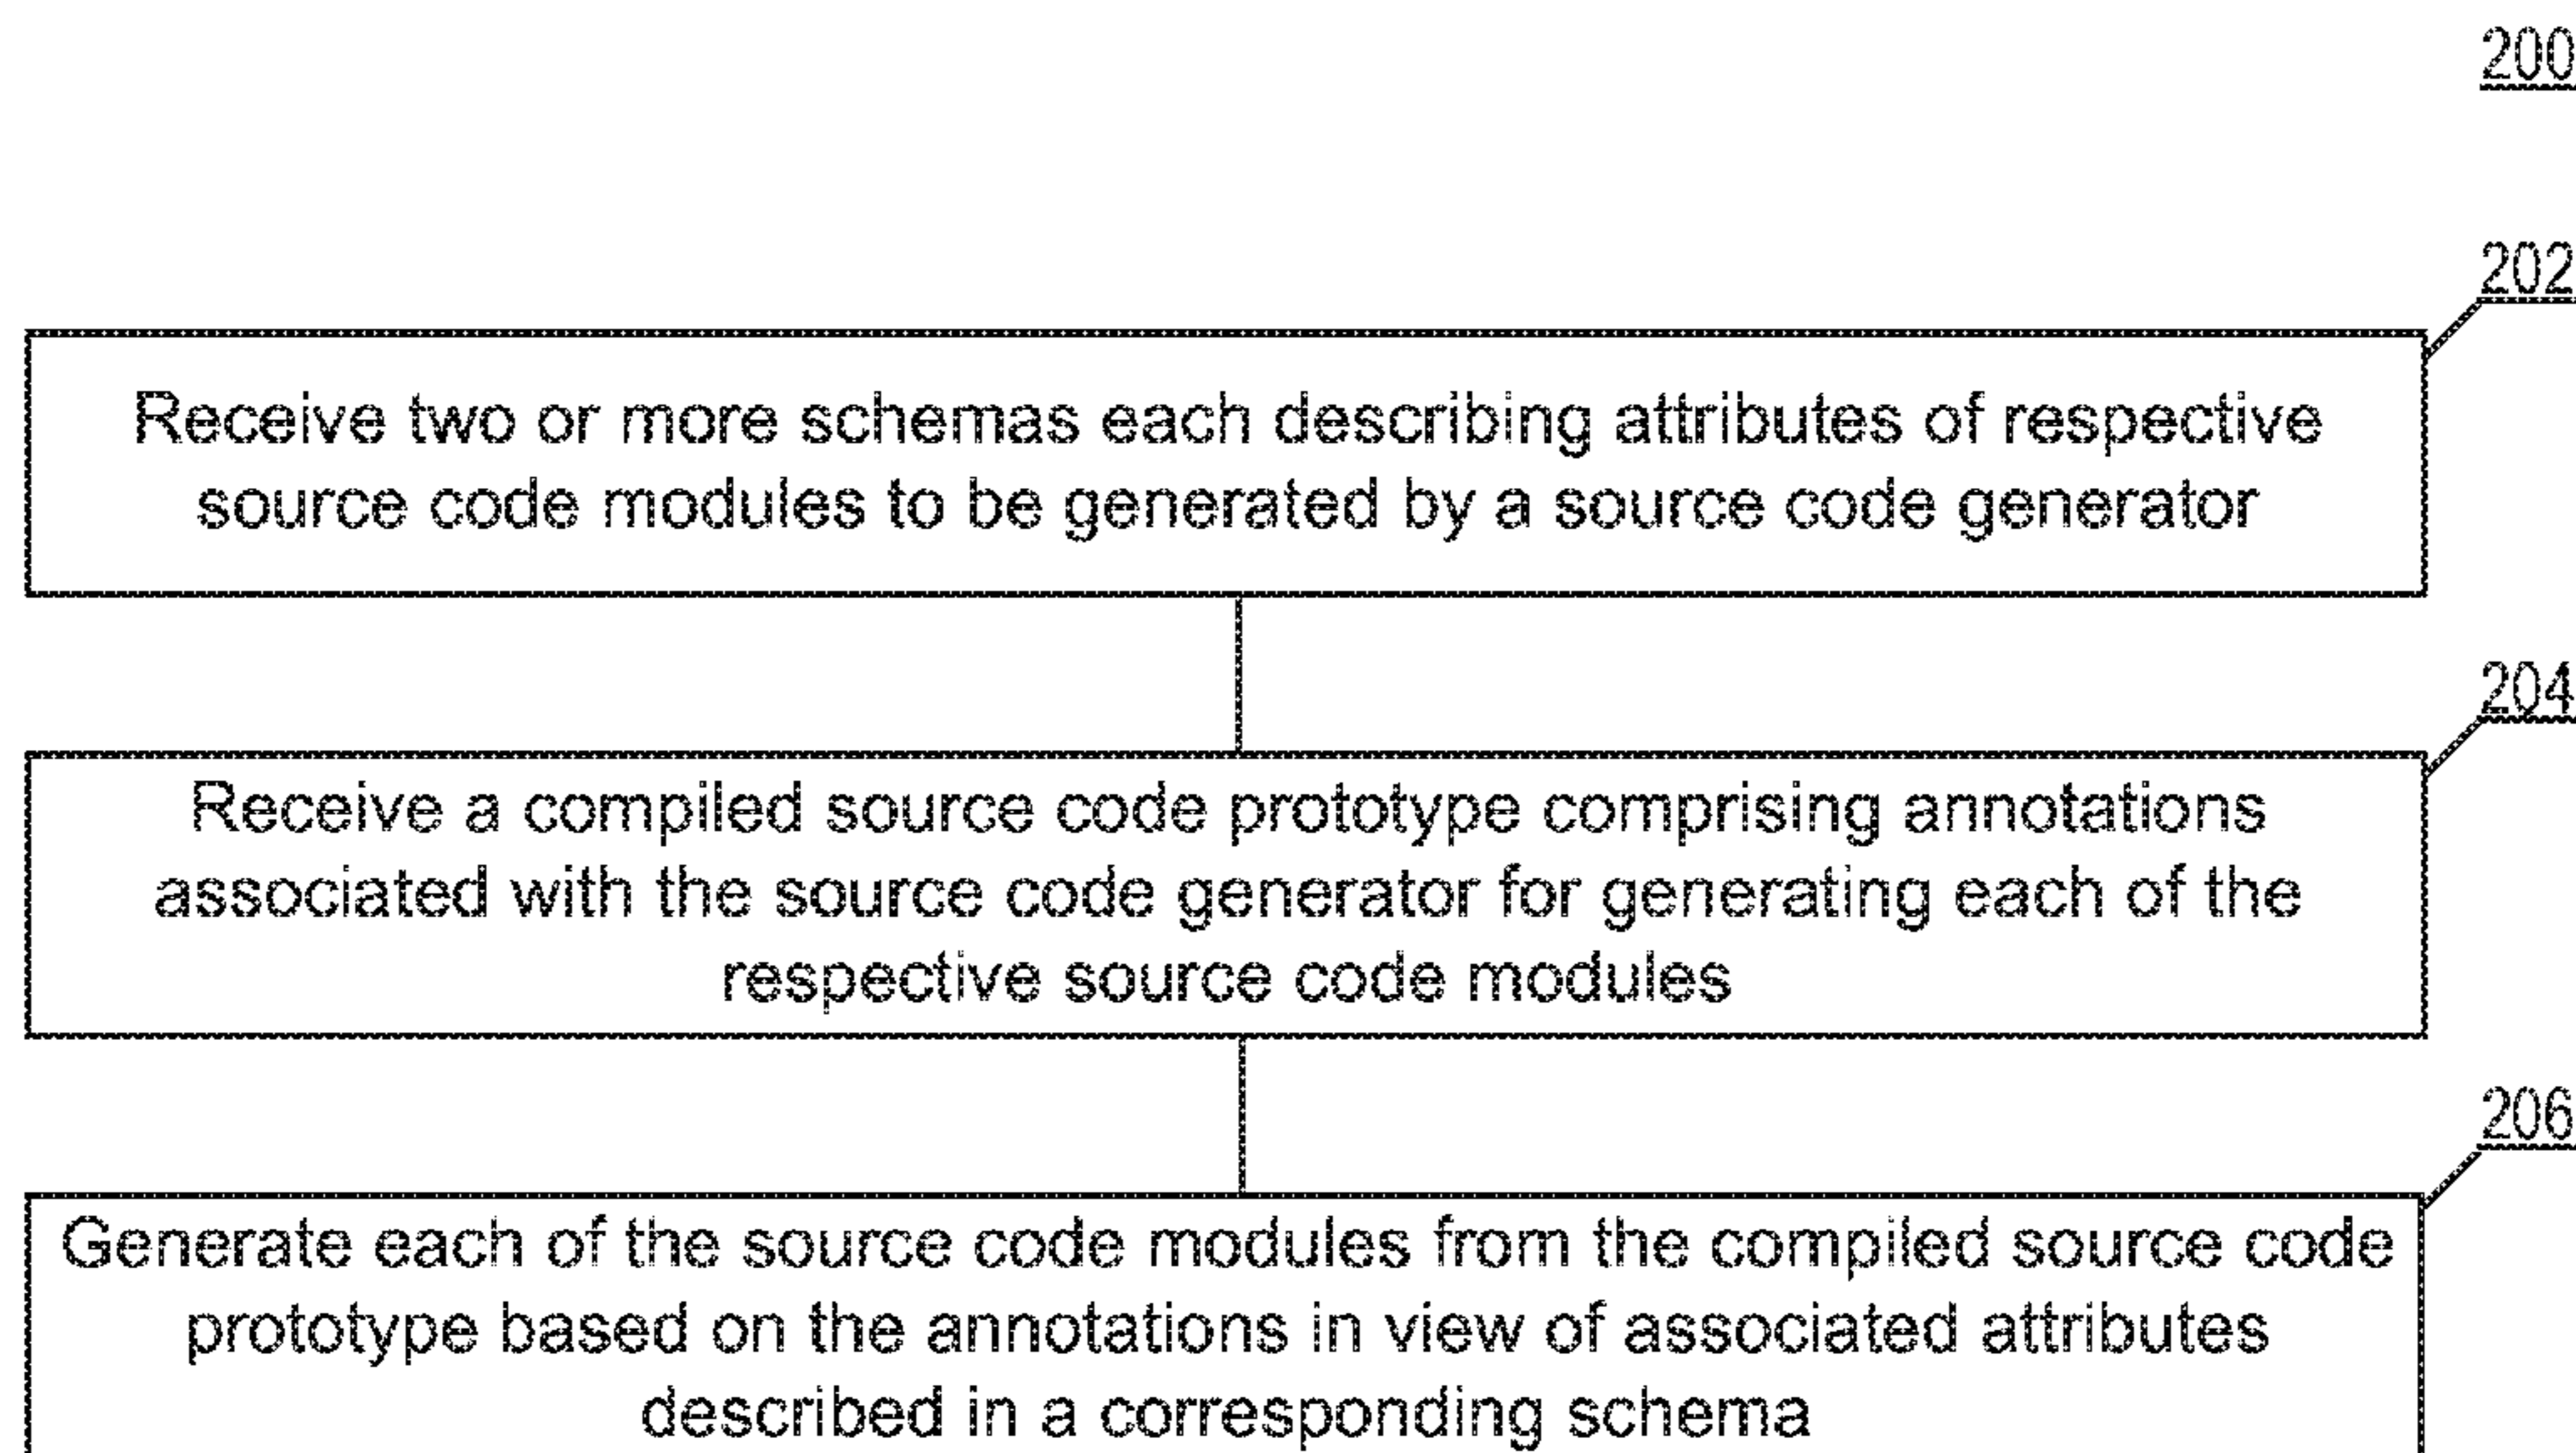 200
202
Receive two or more schemas each describing attributes of respective
source code modules to be generated by a source code generator
204
Receive a compiled source code prototype comprising annotations
associated with the source code generator for generating each of the
respective source code modules
206
Generate each of the source code modules from the compiled source code
prototype based on the annotations in view of associated attributes
described in a corresponding schema